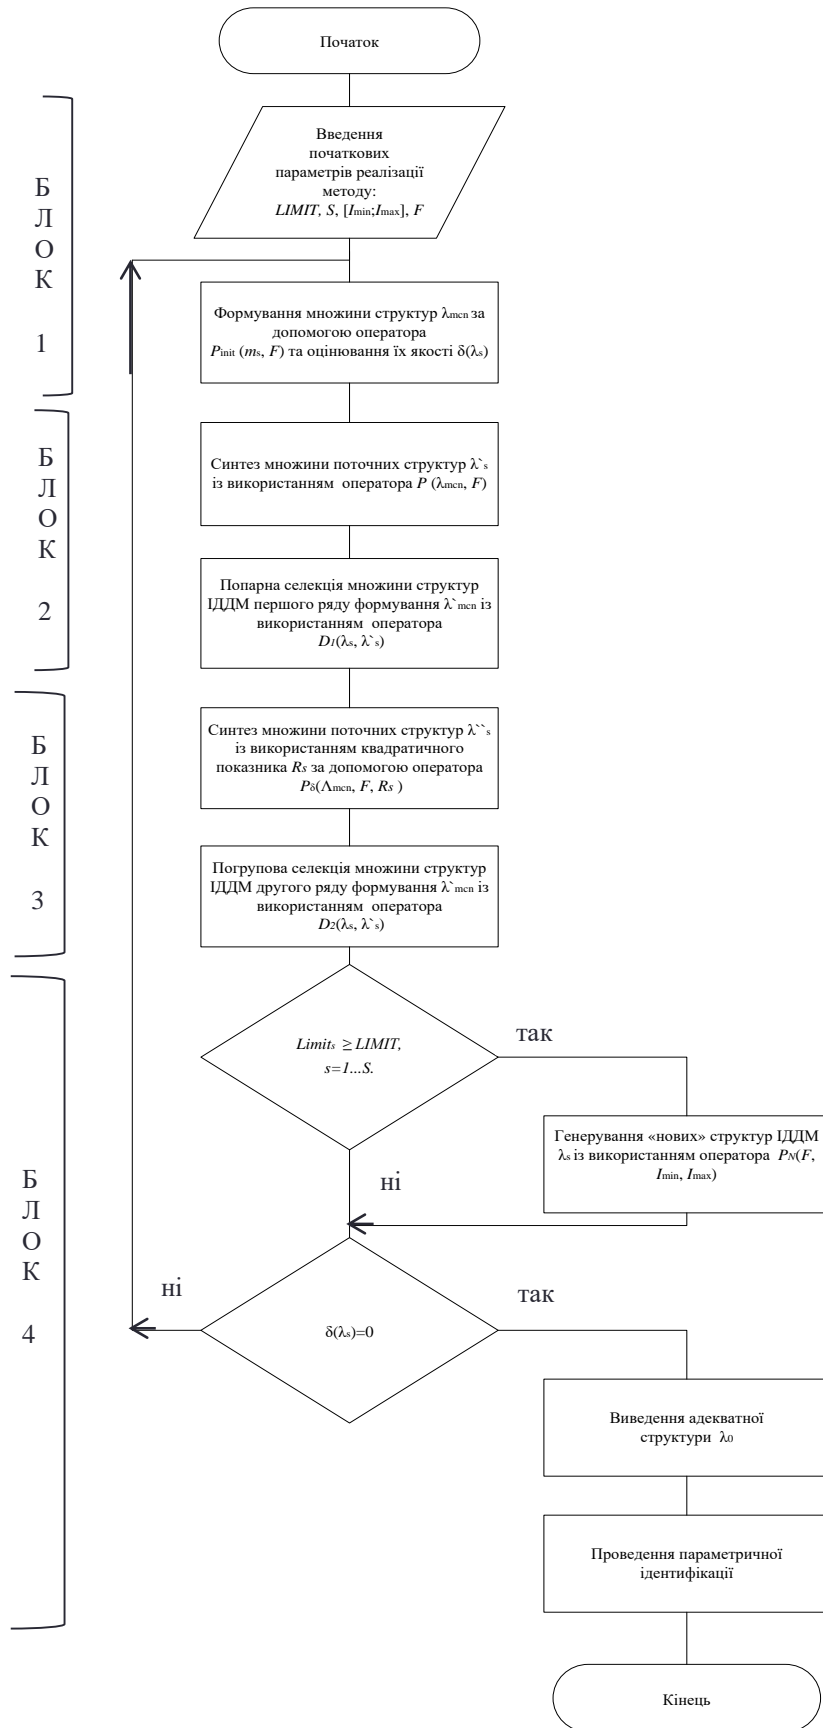 Початок
Введення
початкових
параметрів реалізації
методу:
LIMIT, S, [Imin;Imax], F
БЛОК 1
Формування множини структур λmcn за
допомогою оператора
Pinit (ms, F) та оцінювання їх якості δ(λs)
БЛОК 2
Синтез множини поточних структур λ`s
із використанням оператора P (λmcn, F)
Попарна селекція множини структур
ІДДМ першого ряду формування λ`mcn із
використанням оператора
D1(λs, λ`s)
БЛОК 3
Синтез множини поточних структур λ``s
із використанням квадратичного
показника Rs за допомогою оператора
Pδ(Λmcn, F, Rs )
Погрупова селекція множини структур
ІДДМ другого ряду формування λ`mcn із
використанням оператора
D2(λs, λ`s)
БЛОК 4
Limits ≥ LIMIT,
s=1...S.
так
Генерування «нових» структур ІДДМ
λs із використанням оператора PN(F,
Imin, Imax)
ні
δ(λs)=0
ні
так
Виведення адекватної
структури λ0
Проведення параметричної
ідентифікації
Кінець